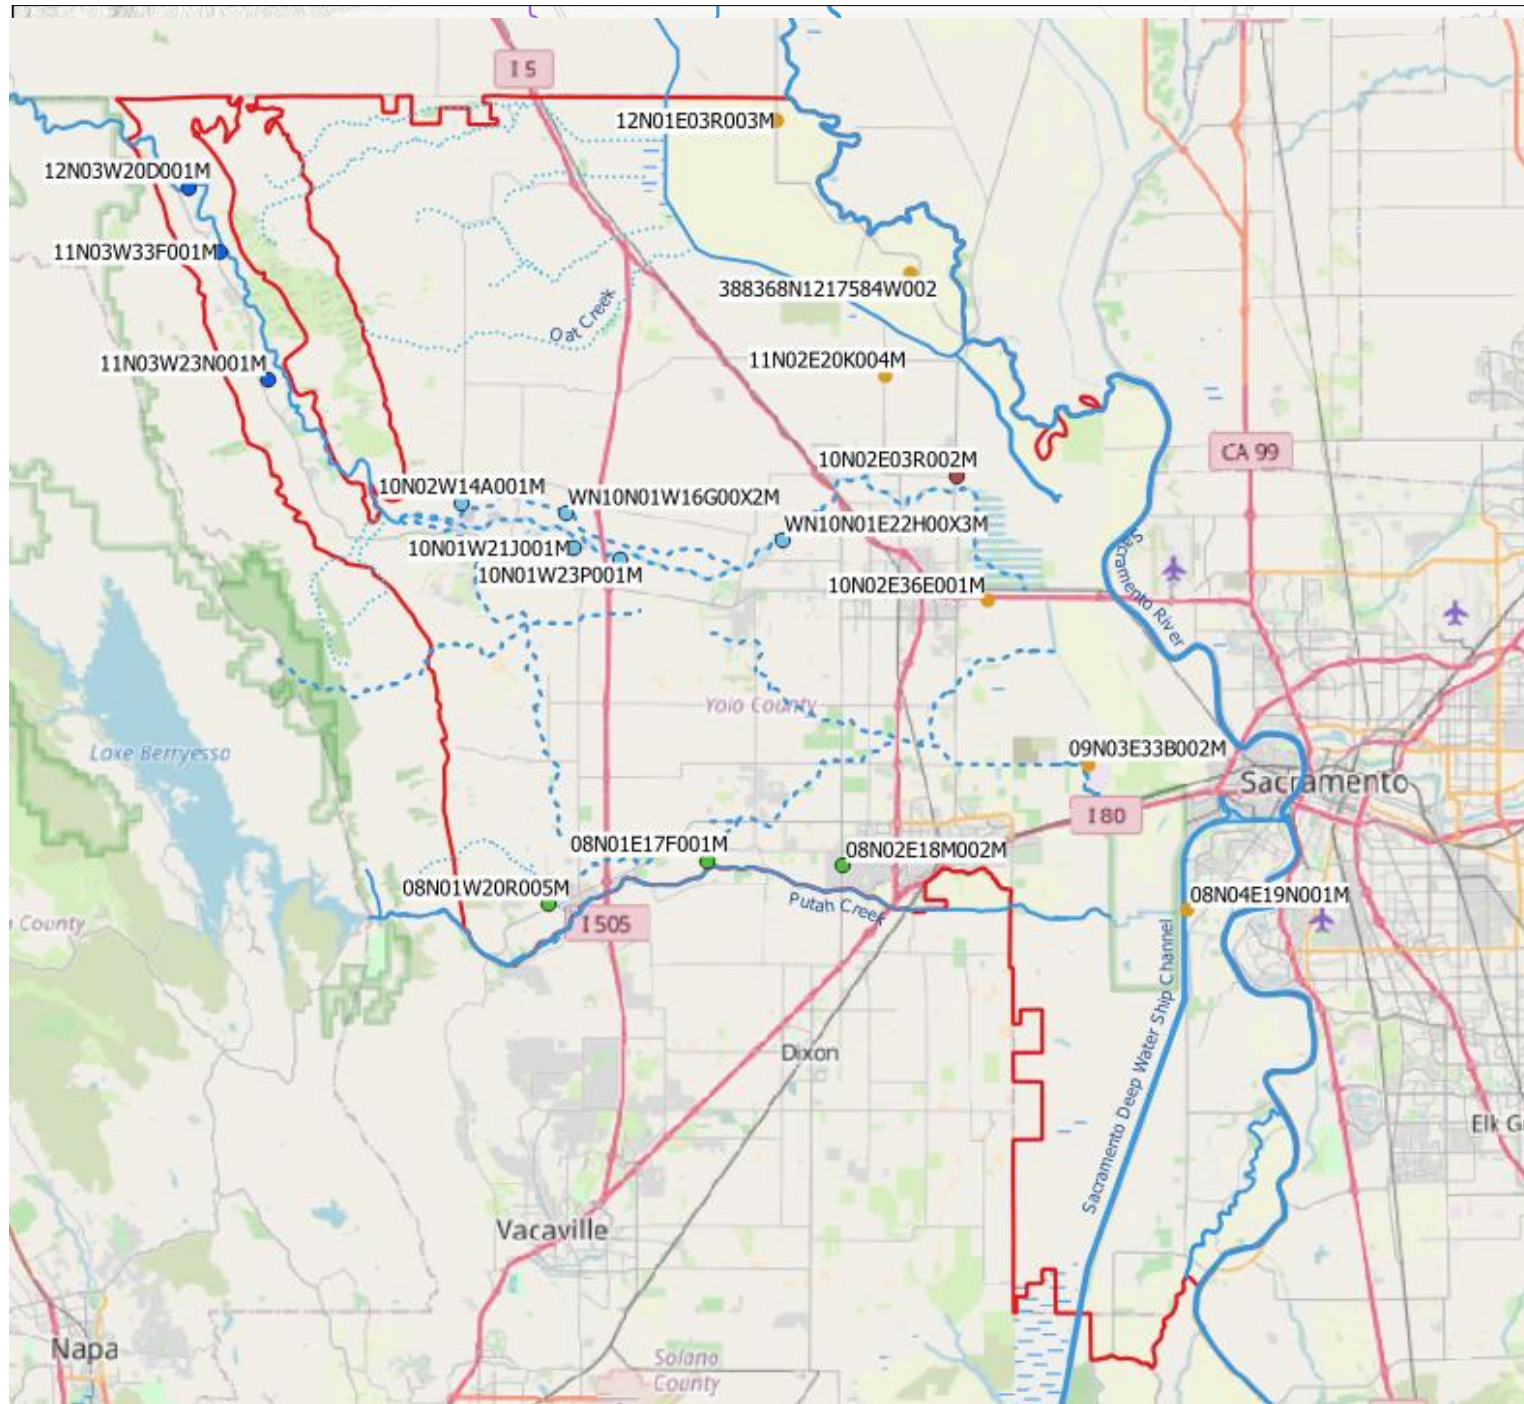 I 5
12N01E03R003M
12N03W20D001M
11N03W33F001M
388368N1217584W002
Oat Creek
11N03W23N001M
11N02E20K004M
CA 99
10N02E03R002M
10N02W14A001M
WN10N01W16G00X2M
WN10N01E22H00X3M
10N01W21J001M
10N01W23P001M
10N02E36E001M
Sacramento River
Yolo County
Lake Berryessa
09N03E33B002M
Sacramento
I 80
08N01E17F001M
08N02E18M002M
08N01W20R005M
08N04E19N001M
Putah Creek
County
I 505
Sacramento Deep Water Ship Channel
Dixon
Elk G
Vacaville
Napa
Solano
County